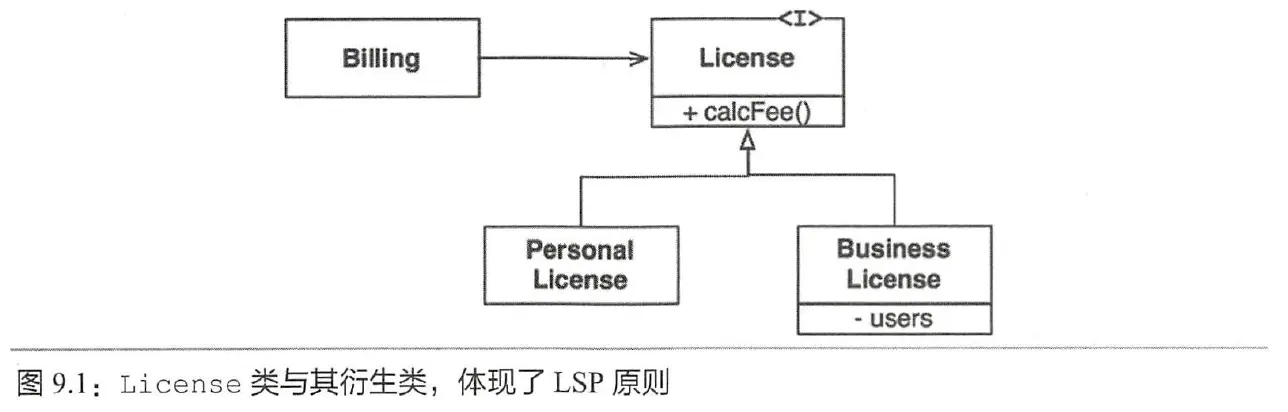 <I>
Billing
License
+ calcFee()
Personal
License
Business
License
- users
图 9.1：License 类与其衍生类，体现了 LSP 原则